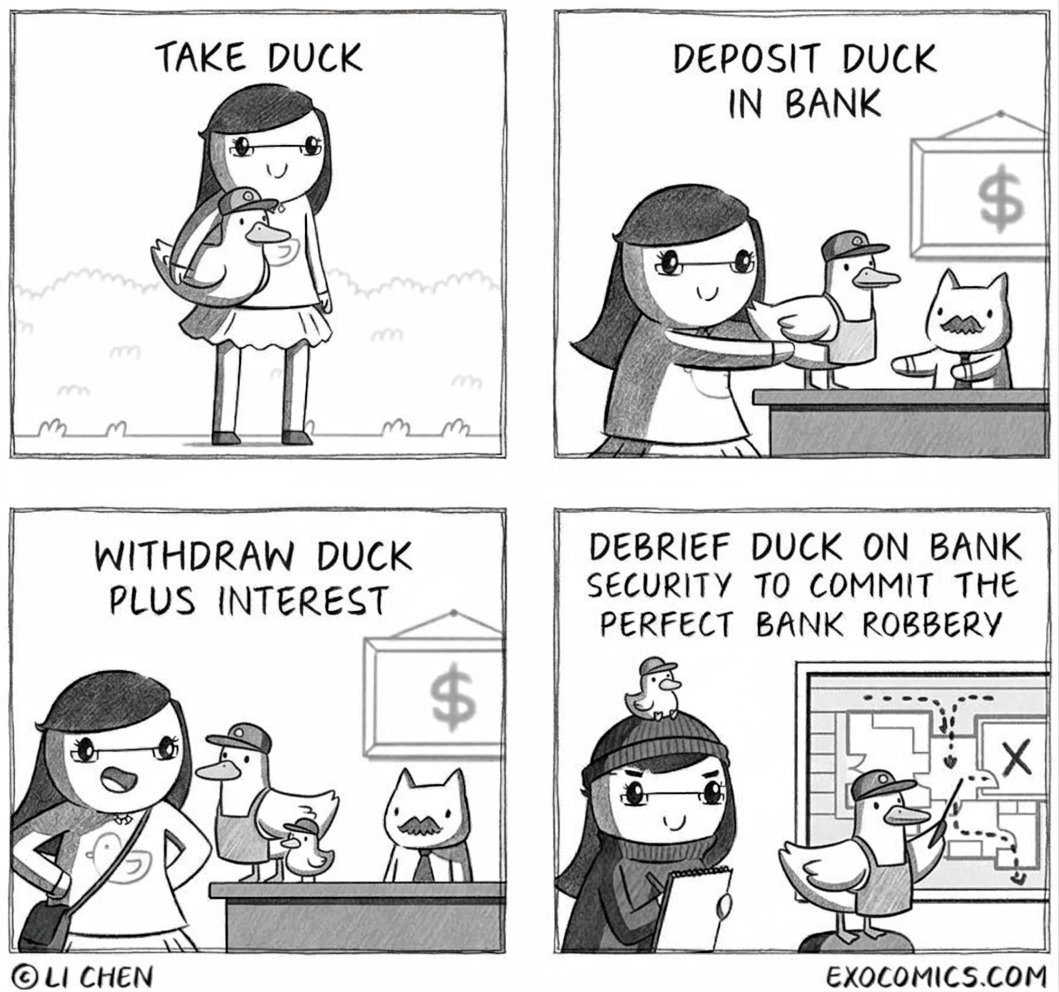 TAKE DUCK
DEPOSIT DUCK
IN BANK
$
WITHDRAW DUCK
PLUS INTEREST
$
DEBRIEF DUCK ON BANK
SECURITY TO COMMIT THE
PERFECT BANK ROBBERY
X
© LI CHEN
EXOCOMICS.COM